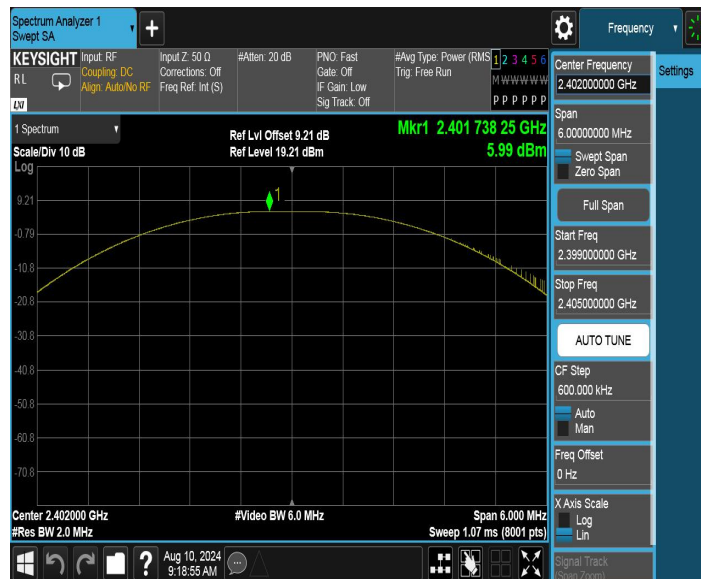 Spectrum Analyzer 1
Swept SA
+
Frequency
KEYSIGHT
RL
LXI
Input: RF
Coupling: DC
Align: Auto/No RF
Input Z: 50 Ω
Corrections: Off
Freq Ref: Int (S)
#Atten: 20 dB
PNO: Fast
Gate: Off
IF Gain: Low
Sig Track: Off
#Avg Type: Power (RMS
Trig: Free Run
1 2 3 4 5 6
M W W W W W
P P P P P P
1 Spectrum
Scale/Div 10 dB
Log
Ref Lvl Offset 9.21 dB
Ref Level 19.21 dBm
Mkr1 2.401 738 25 GHz
5.99 dBm
1
9.21
-0.79
-10.8
-20.8
-30.8
-40.8
-50.8
-60.8
-70.8
Center 2.402000 GHz
#Res BW 2.0 MHz
#Video BW 6.0 MHz
Span 6.000 MHz
Sweep 1.07 ms (8001 pts)
?
Aug 10, 2024
9:18:55 AM
Center Frequency
2.402000000 GHz
Span
6.00000000 MHz
Swept Span
Zero Span
Full Span
Start Freq
2.399000000 GHz
Stop Freq
2.405000000 GHz
AUTO TUNE
CF Step
600.000 kHz
Auto
Man
Freq Offset
0 Hz
X Axis Scale
Log
Lin
Signal Track
(Span Zoom)
Settings